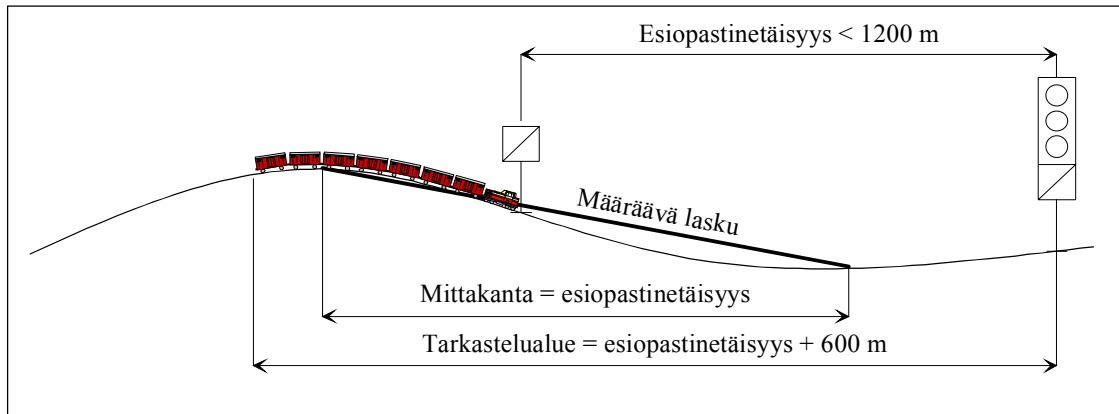 Esiopastinetäisyys < 1200 m
Määräävä lasku
Mittakanta = esiopastinetäisyys
Tarkastelualue = esiopastinetäisyys + 600 m